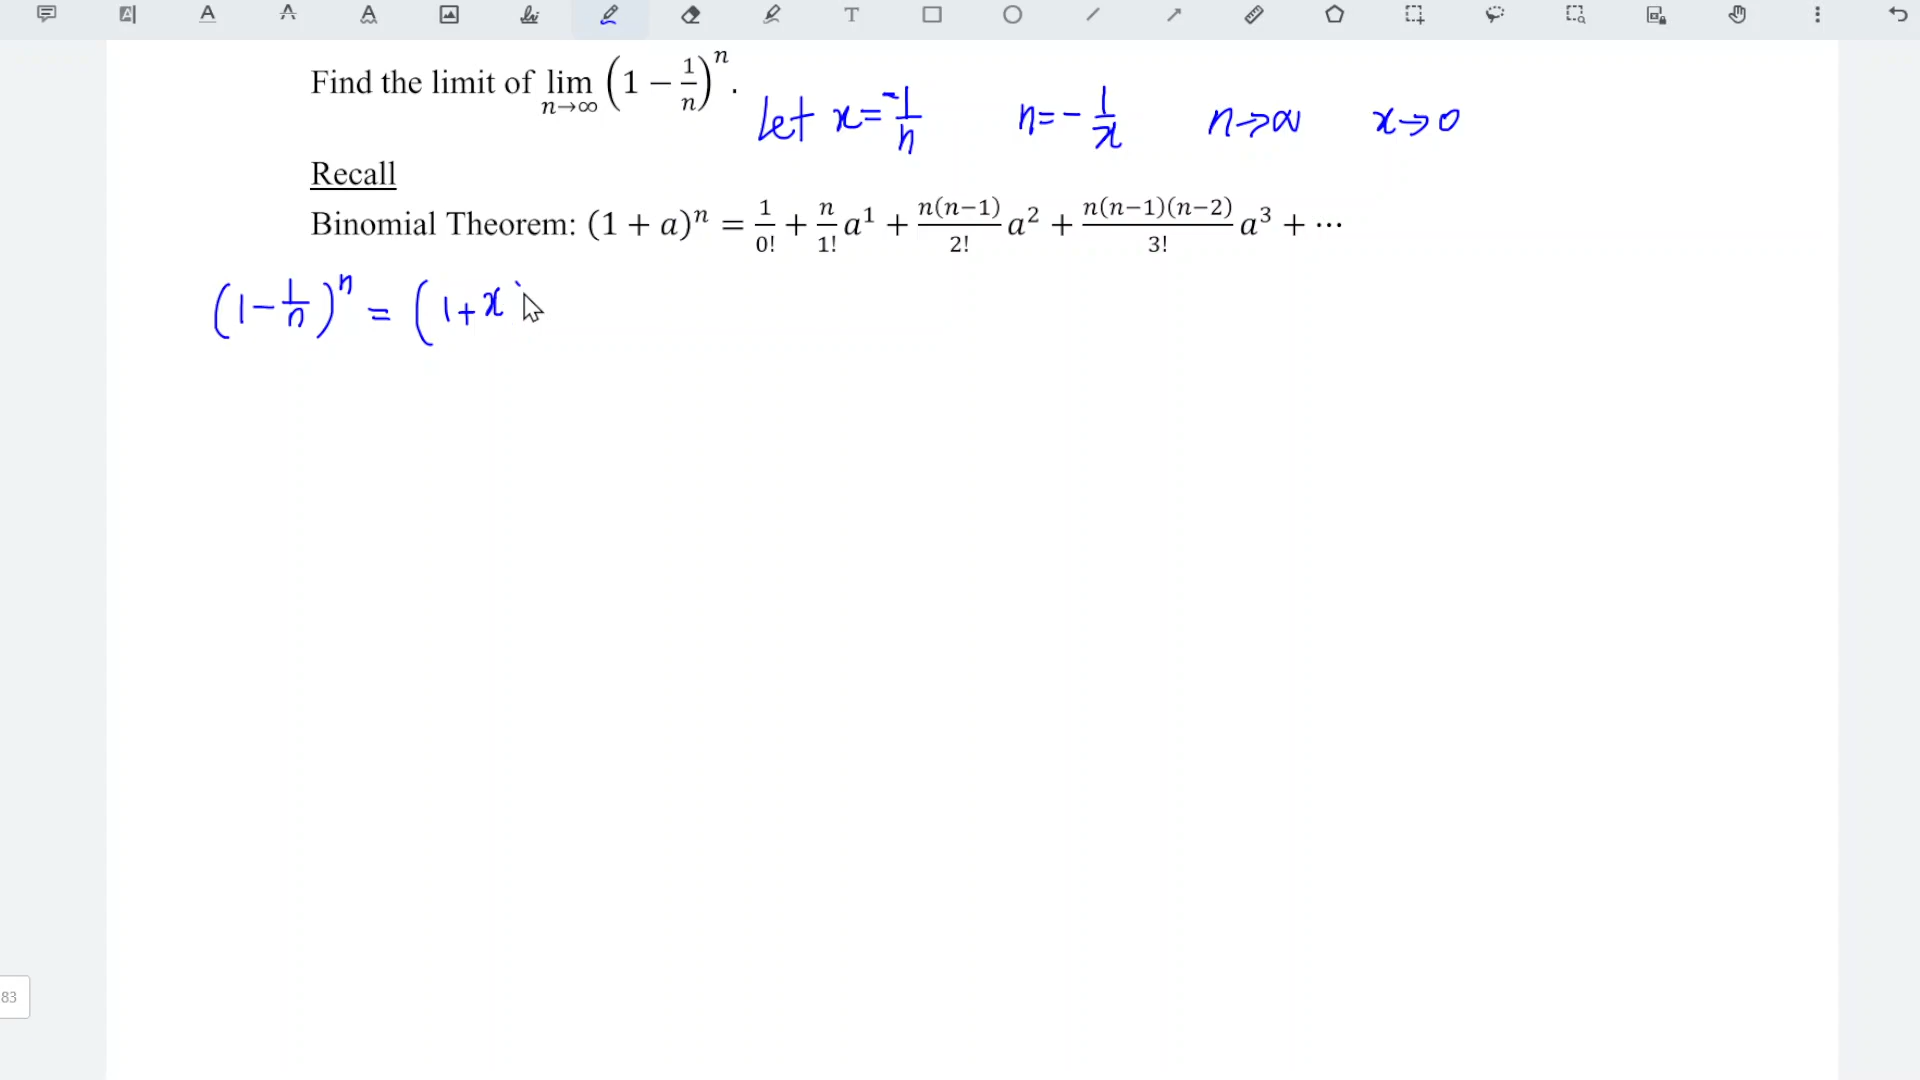 Find the limit of lim n→∞ (1 − 1/n)^n.
Let x = -1/n    n = - 1/x    n→∞    x→0
Recall
Binomial Theorem: (1 + a)^n = 1/0! + n/1! a^1 + n(n−1)/2! a^2 + n(n−1)(n−2)/3! a^3 + ⋯
(1 - 1/n)^n = (1 + x
83